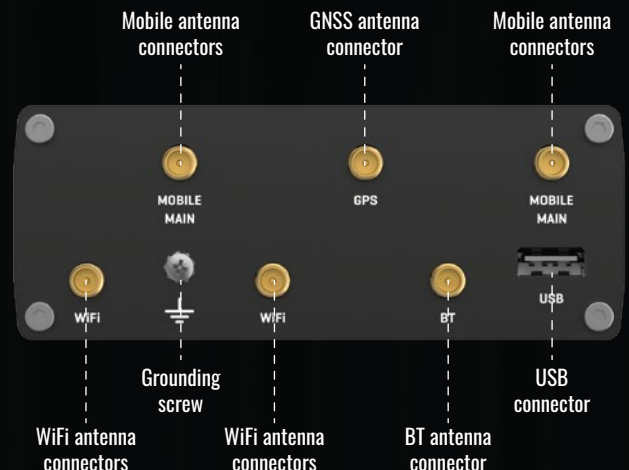 Mobile antenna
connectors
GNSS antenna
connector
Mobile antenna
connectors
MOBILE
MAIN
GPS
MOBILE
MAIN
WiFi
WiFi
BT
USB
Grounding
screw
USB
connector
WiFi antenna
connectors
WiFi antenna
connectors
BT antenna
connector